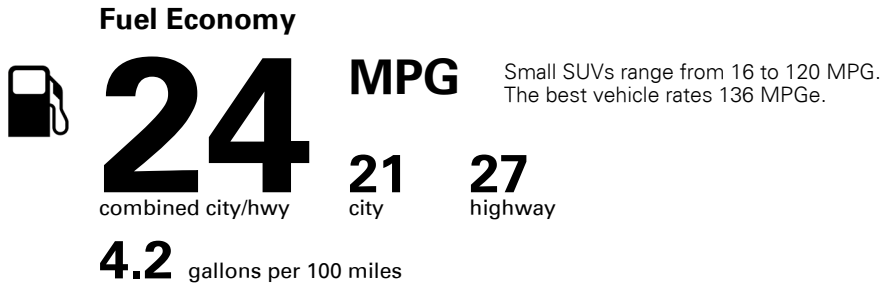 Fuel Economy
24 MPG
Small SUVs range from 16 to 120 MPG.
The best vehicle rates 136 MPGe.
combined city/hwy
21
city
27
highway
4.2 gallons per 100 miles